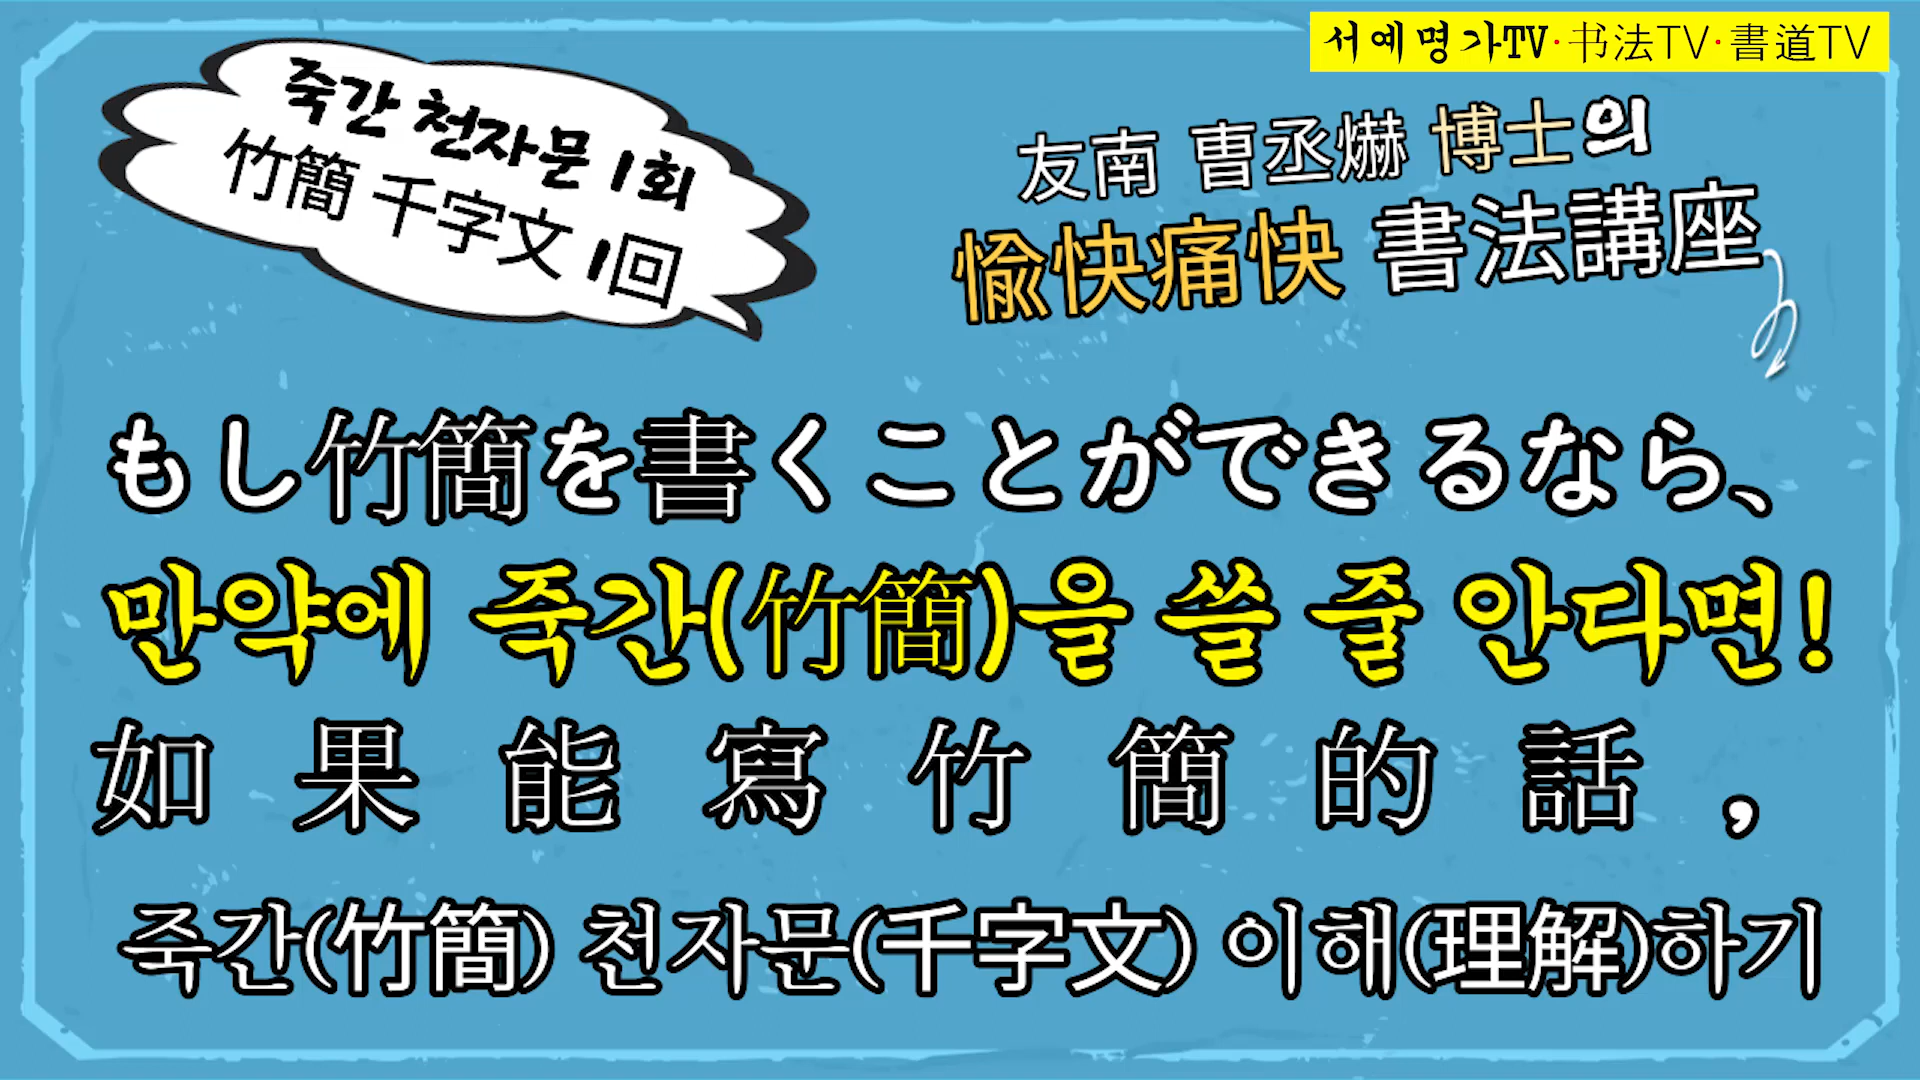 서예명가TV·书法TV·書道TV
죽간 천자문 1회
竹簡 千字文 1回
友南 曺丞爀 博士의
愉快痛快 書法講座
もし竹簡を書くことができるなら、
만약에 죽간(竹簡)을 쓸 줄 안다면!
如果能寫竹簡的話，
죽간(竹簡) 천자문(千字文) 이해(理解)하기